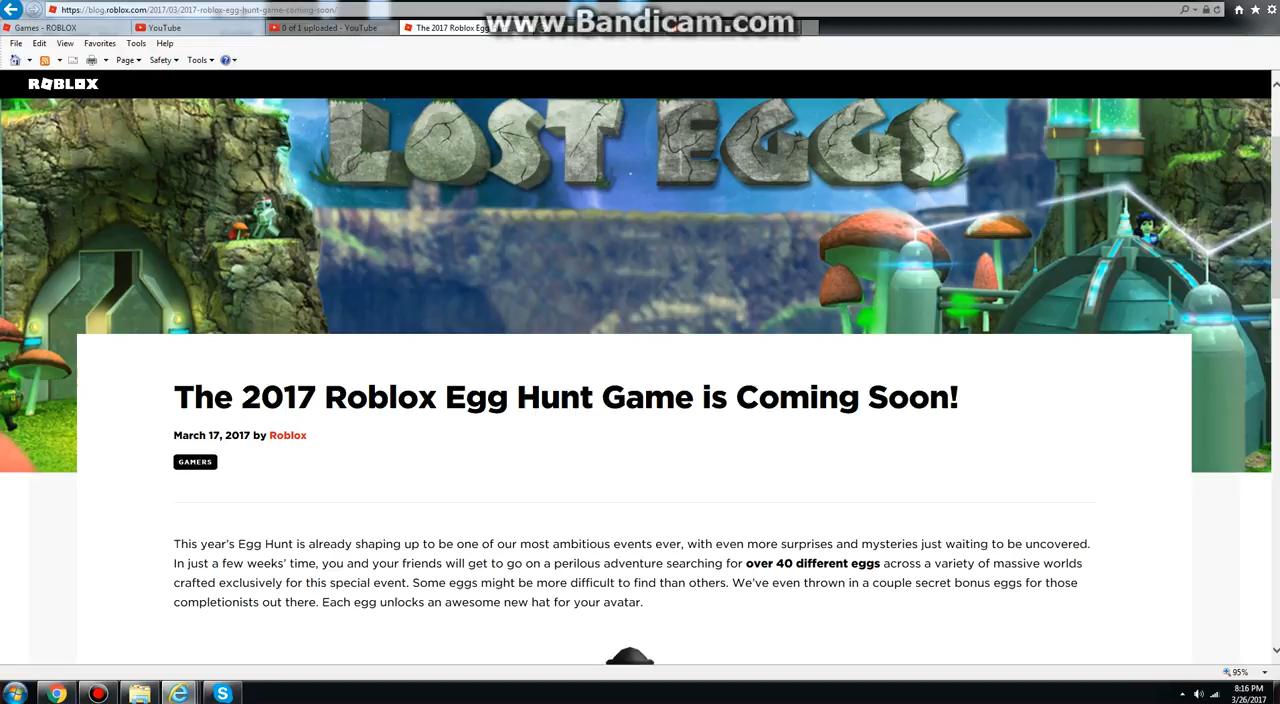 www.Bandicam.com
https://blog.roblox.com/2017/03/2017-roblox-egg-hunt-game-coming-soon/
Games - ROBLOX
YouTube
0 of 1 uploaded - YouTube
The 2017 Roblox Egg
File Edit View Favorites Tools Help
Page Safety Tools
ROBLOX
LOST EGGS
The 2017 Roblox Egg Hunt Game is Coming Soon!
March 17, 2017 by Roblox
GAMERS
This year’s Egg Hunt is already shaping up to be one of our most ambitious events ever, with even more surprises and mysteries just waiting to be uncovered.
In just a few weeks’ time, you and your friends will get to go on a perilous adventure searching for over 40 different eggs across a variety of massive worlds
crafted exclusively for this special event. Some eggs might be more difficult to find than others. We’ve even thrown in a couple secret bonus eggs for those
completionists out there. Each egg unlocks an awesome new hat for your avatar.
95%
8:16 PM
3/26/2017